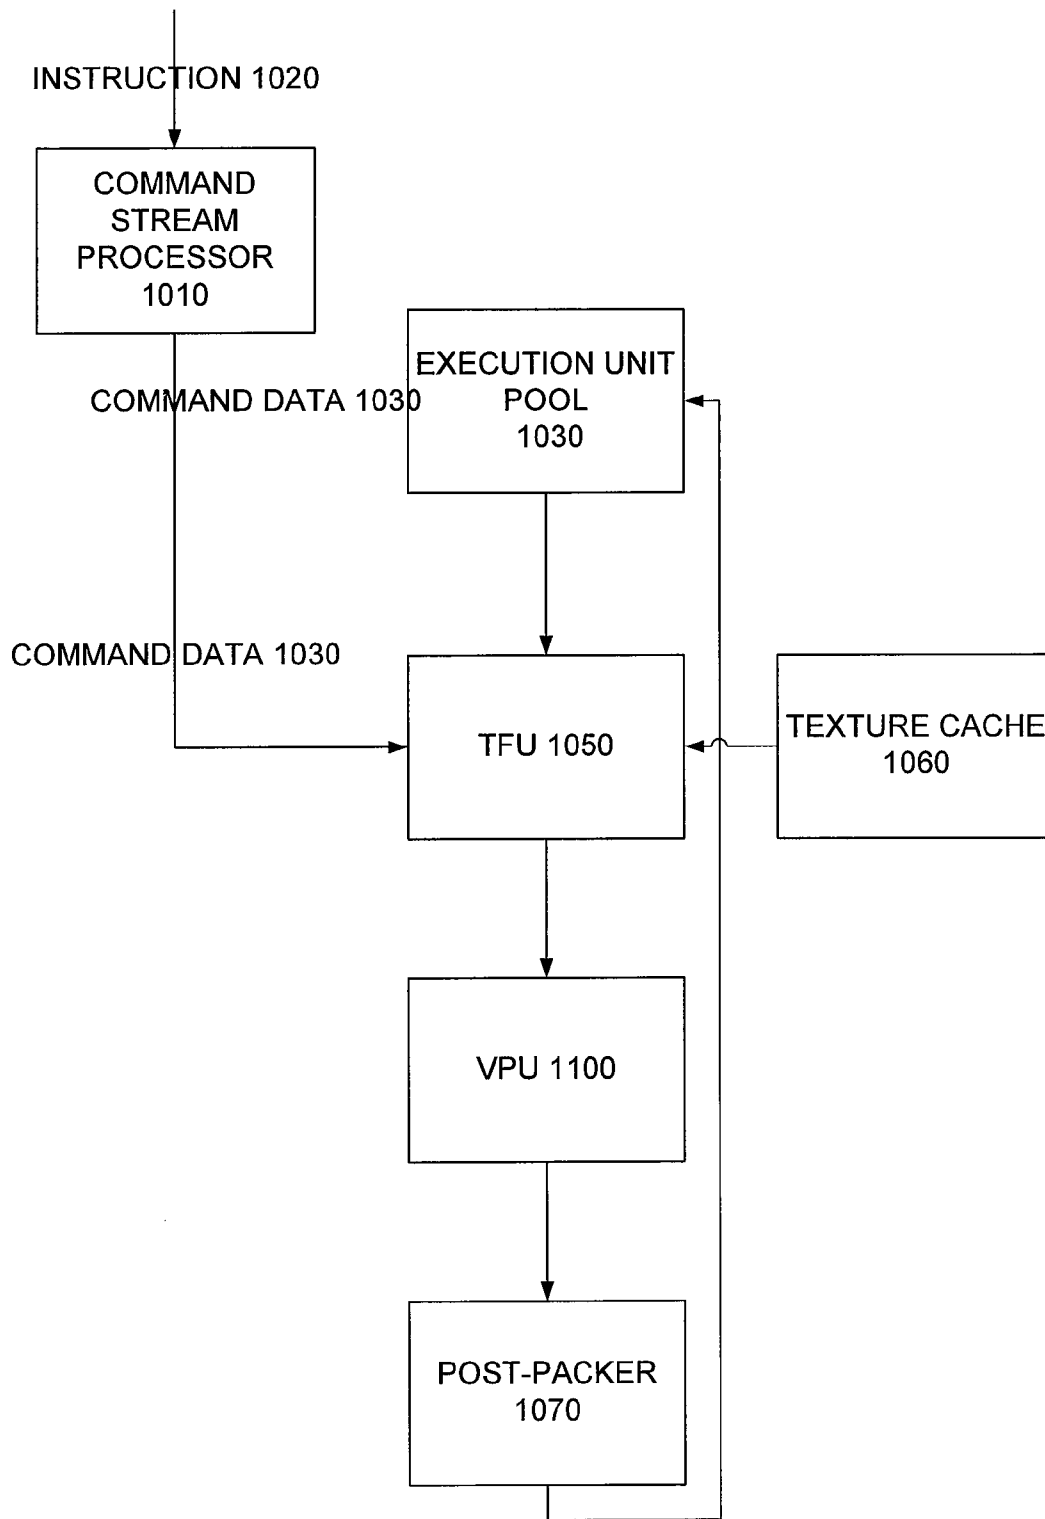 INSTRUCTION 1020
COMMAND
STREAM
PROCESSOR
1010
EXECUTION UNIT
POOL
1030
COMMAND DATA 1030
COMMAND DATA 1030
TFU 1050
TEXTURE CACHE
1060
VPU 1100
POST-PACKER
1070